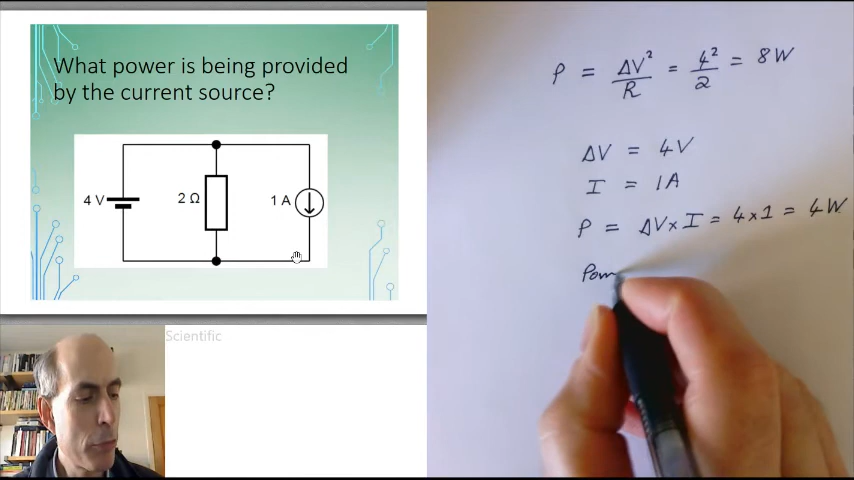 What power is being provided
by the current source?
4 V
2 Ω
1 A
Scientific
P = ΔV²/R = 4²/2 = 8W
ΔV = 4V
I = 1A
P = ΔV×I = 4×1 = 4W
Pow